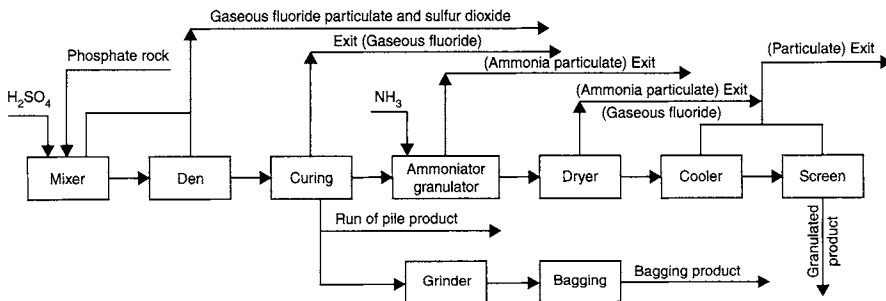 Gaseous fluoride particulate and sulfur dioxide
Exit (Gaseous fluoride)
Phosphate rock
(Ammonia particulate) Exit
(Particulate) Exit
H₂SO₄
NH₃
(Ammonia particulate) Exit
(Gaseous fluoride)
Mixer
Den
Curing
Ammoniator
granulator
Dryer
Cooler
Screen
Run of pile product
Granulated
product
Grinder
Bagging
Bagging product